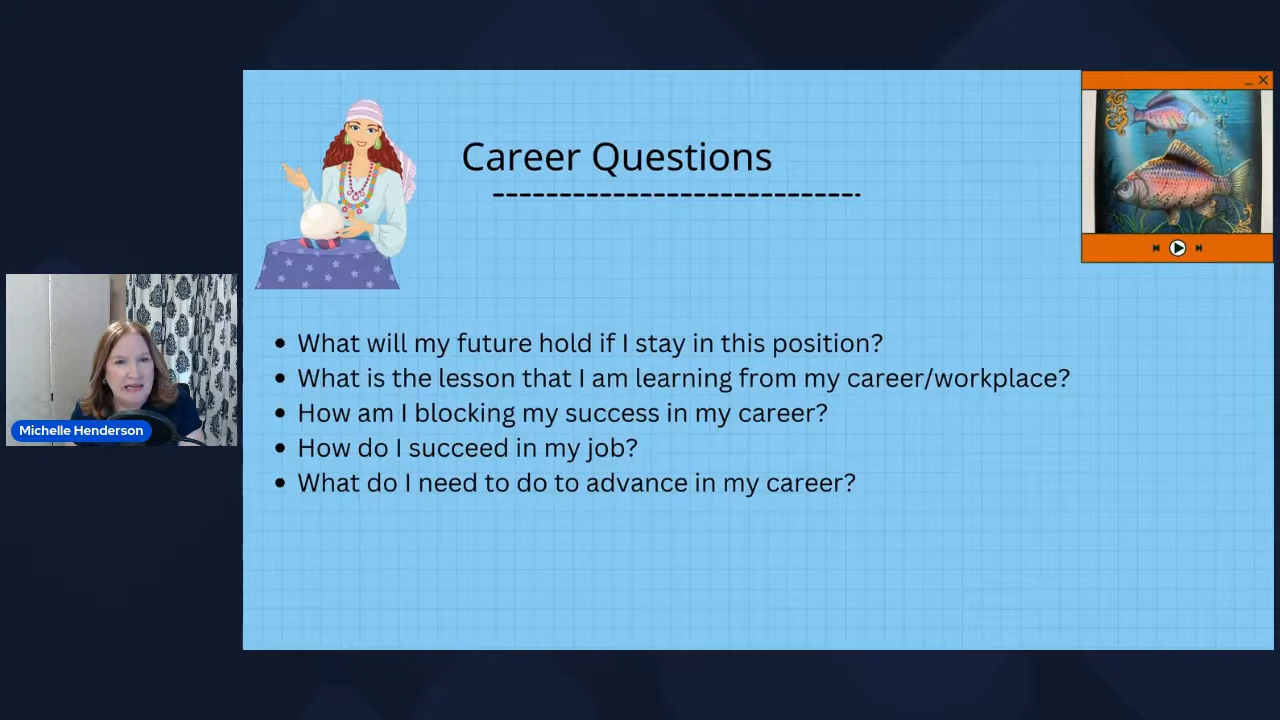 Career Questions
What will my future hold if I stay in this position?
What is the lesson that I am learning from my career/workplace?
How am I blocking my success in my career?
How do I succeed in my job?
What do I need to do to advance in my career?
Michelle Henderson